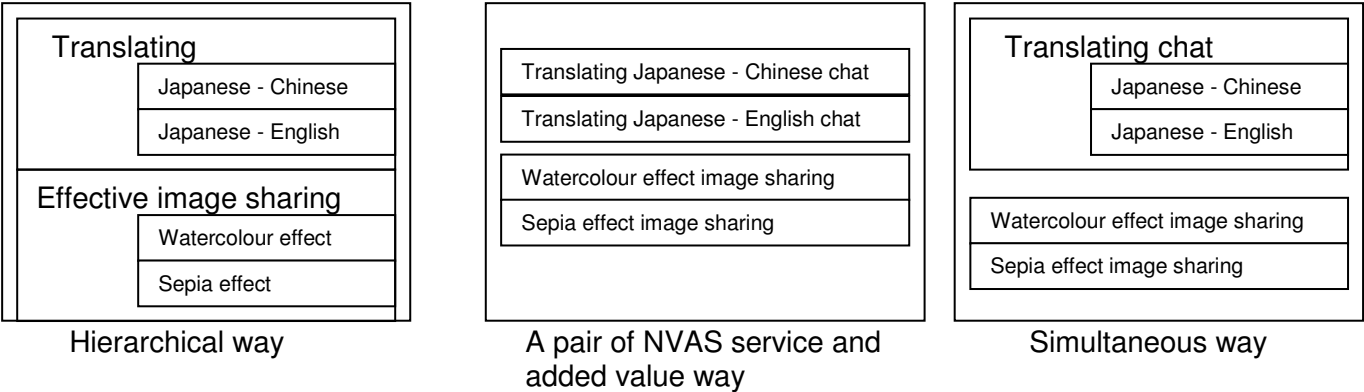 Translating
Japanese - Chinese
Japanese - English
Effective image sharing
Watercolour effect
Sepia effect
Hierarchical way
Translating Japanese - Chinese chat
Translating Japanese - English chat
Watercolour effect image sharing
Sepia effect image sharing
A pair of NVAS service and
added value way
Translating chat
Japanese - Chinese
Japanese - English
Watercolour effect image sharing
Sepia effect image sharing
Simultaneous way